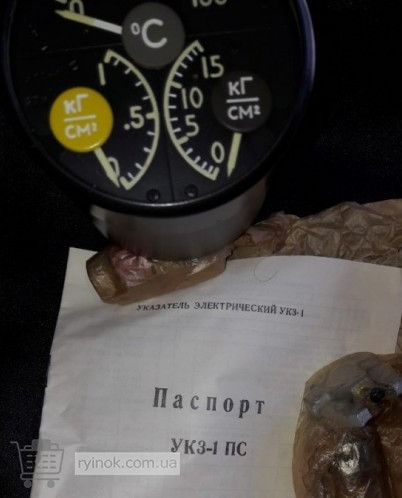 100
0
°C
1
15
КГ
СМ²
10
КГ
СМ²
.5
5
0
0
УКАЗАТЕЛЬ ЭЛЕКТРИЧЕСКИЙ УКЗ-1
Паспорт
УКЗ-1 ПС
ryinok.com.ua